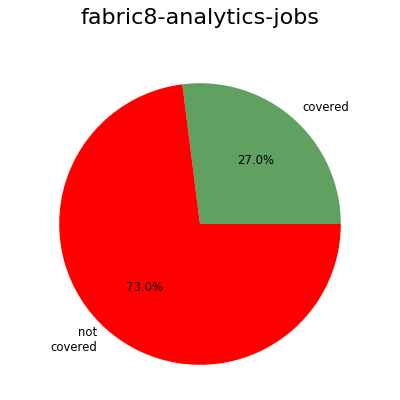 fabric8-analytics-jobs
covered
27.0%
73.0%
not
covered